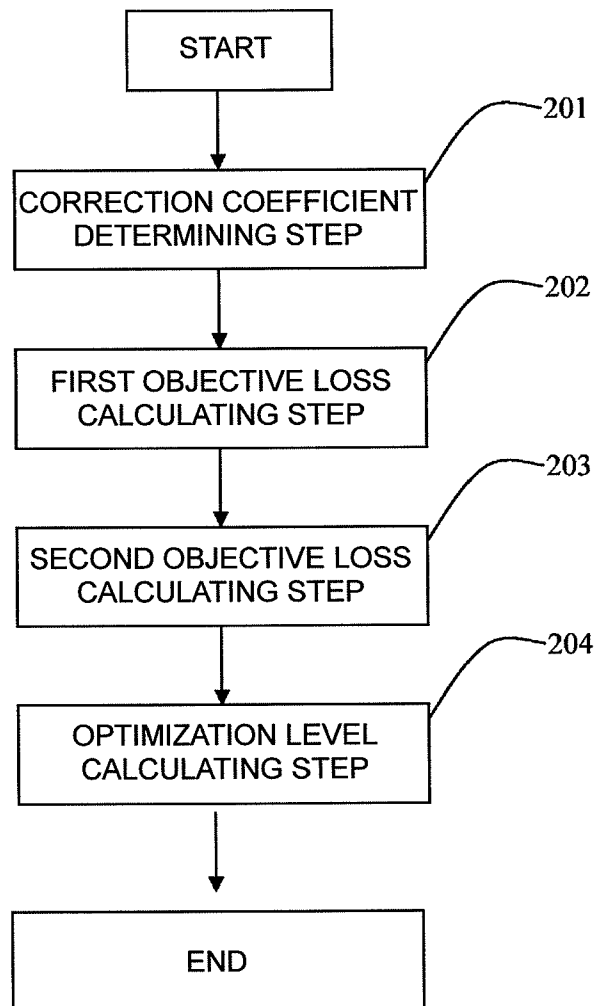 START
201
CORRECTION COEFFICIENT
DETERMINING STEP
202
FIRST OBJECTIVE LOSS
CALCULATING STEP
203
SECOND OBJECTIVE LOSS
CALCULATING STEP
204
OPTIMIZATION LEVEL
CALCULATING STEP
END